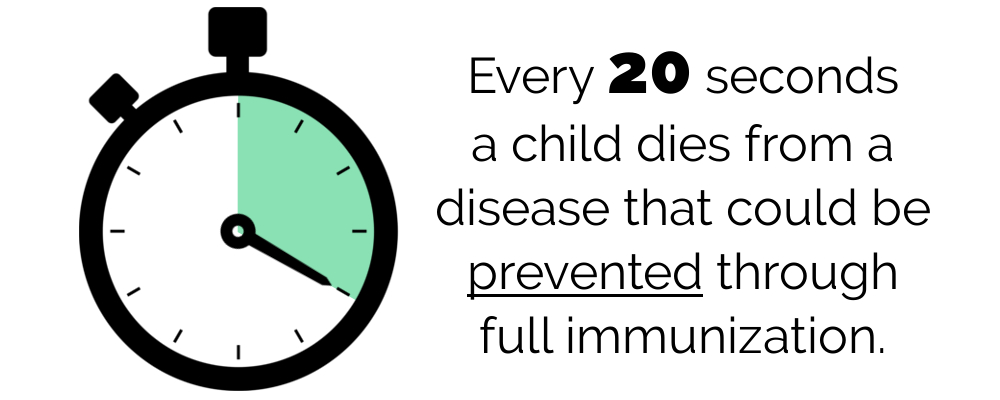 Every 20 seconds
a child dies from a
disease that could be
prevented through
full immunization.